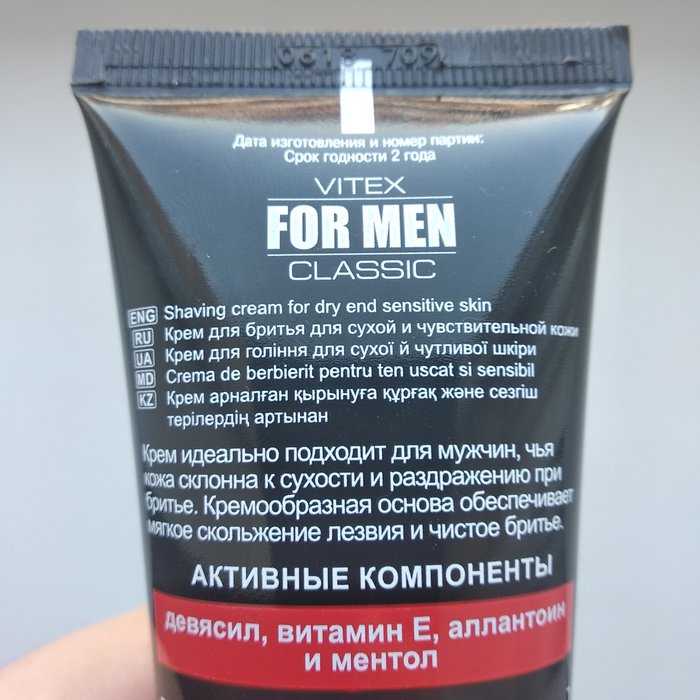 0618 709
Дата изготовления и номер партии:
Срок годности 2 года
VITEX
FOR MEN
CLASSIC
ENG Shaving cream for dry end sensitive skin
RU Крем для бритья для сухой и чувствительной кожи
UA Крем для гоління для сухої й чутливої шкіри
MD Crema de berbierit pentru ten uscat si sensibil
KZ Крем арналған қырынуға құрғақ және сезгіш
терілердің артынан
Крем идеально подходит для мужчин, чья
кожа склонна к сухости и раздражению при
бритье. Кремообразная основа обеспечивает
мягкое скольжение лезвия и чистое бритье.
АКТИВНЫЕ КОМПОНЕНТЫ
девясил, витамин Е, аллантоин
и ментол